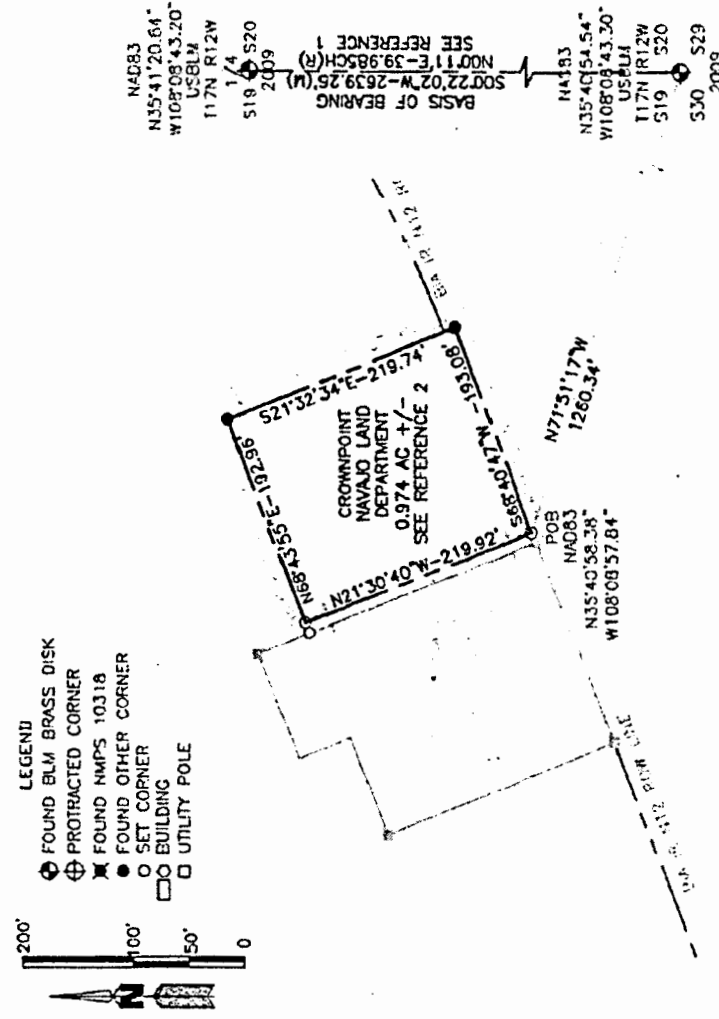 LEGEND
FOUND BLM BRASS DISK
PROTRACTED CORNER
FOUND NMPS 10318
FOUND OTHER CORNER
SET CORNER
BUILDING
UTILITY POLE
200'
100'
50'
0
N
N68°43'55"E-192.96'
S21°32'34"E-219.74'
N21°30'40"W-219.92'
S68°40'47"W-193.08'
CROWNPOINT
NAVAJO LAND
DEPARTMENT
0.974 AC +/-
SEE REFERENCE 2
POB
NAD83
N35°40'58.38"
W108°08'57.84"
N71°51'17"W
1260.34'
NAD83
N35°41'20.64"
W108°08'43.20"
USBLM
T17N R12W
1/4
S19 S20
2009
BASIS OF BEARING
S00°22'02"W-2639.26'(M)
N00°11'E-39.985CH(R)
SEE REFERENCE 1
NAD83
N35°40'54.54"
W108°08'43.30"
USBLM
T17N R12W
S19 S20
S30 S29
2009